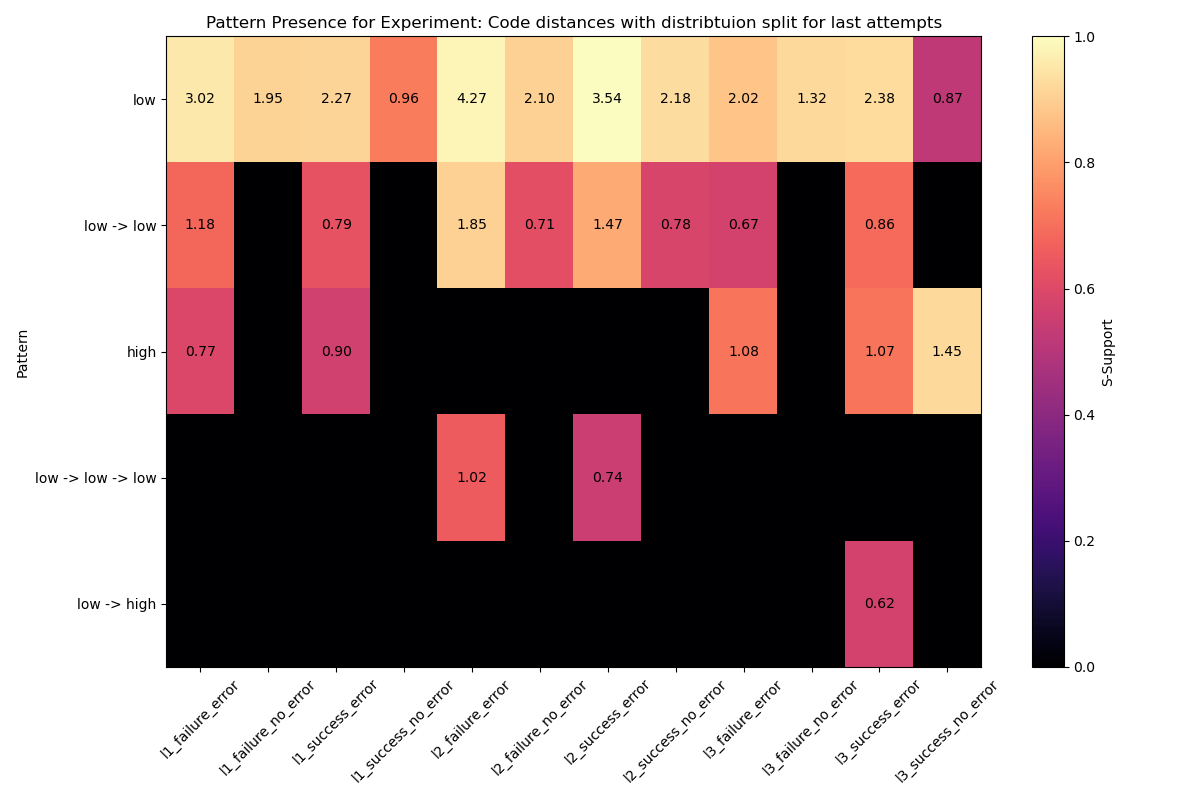 Pattern Presence for Experiment: Code distances with distribtuion split for last attempts
Pattern
low
3.02 1.95 2.27 0.96 4.27 2.10 3.54 2.18 2.02 1.32 2.38 0.87
low -> low
1.18 0.79 1.85 0.71 1.47 0.78 0.67 0.86
high
0.77 0.90 1.08 1.07 1.45
low -> low -> low
1.02 0.74
low -> high
0.62
l1_failure_error
l1_failure_no_error
l1_success_error
l1_success_no_error
l2_failure_error
l2_failure_no_error
l2_success_error
l2_success_no_error
l3_failure_error
l3_failure_no_error
l3_success_error
l3_success_no_error
1.0
0.8
0.6
0.4
0.2
0.0
S-Support